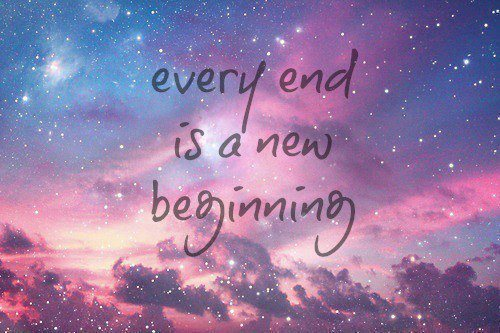 every end
is a new
beginning